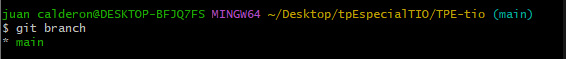 juan calderon@DESKTOP-BFJQ7FS MINGW64 ~/Desktop/tpEspecialTIO/TPE-tio (main)
$ git branch
* main